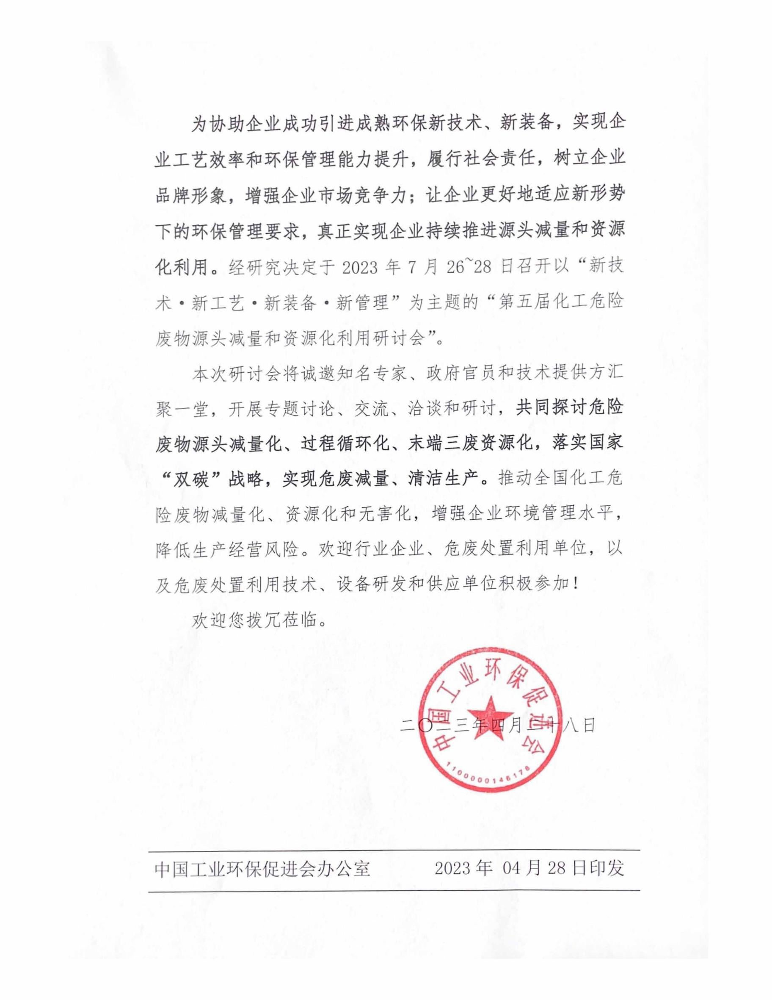 为协助企业成功引进成熟环保新技术、新装备，实现企
业工艺效率和环保管理能力提升，履行社会责任，树立企业
品牌形象，增强企业市场竞争力；让企业更好地适应新形势
下的环保管理要求，真正实现企业持续推进源头减量和资源
化利用。经研究决定于 2023 年 7 月 26~28 日召开以“新技
术·新工艺·新装备·新管理”为主题的“第五届化工危险
废物源头减量和资源化利用研讨会”。
本次研讨会将诚邀知名专家、政府官员和技术提供方汇
聚一堂，开展专题讨论、交流、洽谈和研讨，共同探讨危险
废物源头减量化、过程循环化、末端三废资源化，落实国家
“双碳”战略，实现危废减量、清洁生产。推动全国化工危
险废物减量化、资源化和无害化，增强企业环境管理水平，
降低生产经营风险。欢迎行业企业、危废处置利用单位，以
及危废处置利用技术、设备研发和供应单位积极参加！
欢迎您拨冗莅临。
中国工业环保促进会
二〇二三年四月二十八日
1100000146178
中国工业环保促进会办公室 2023 年 04 月 28 日印发